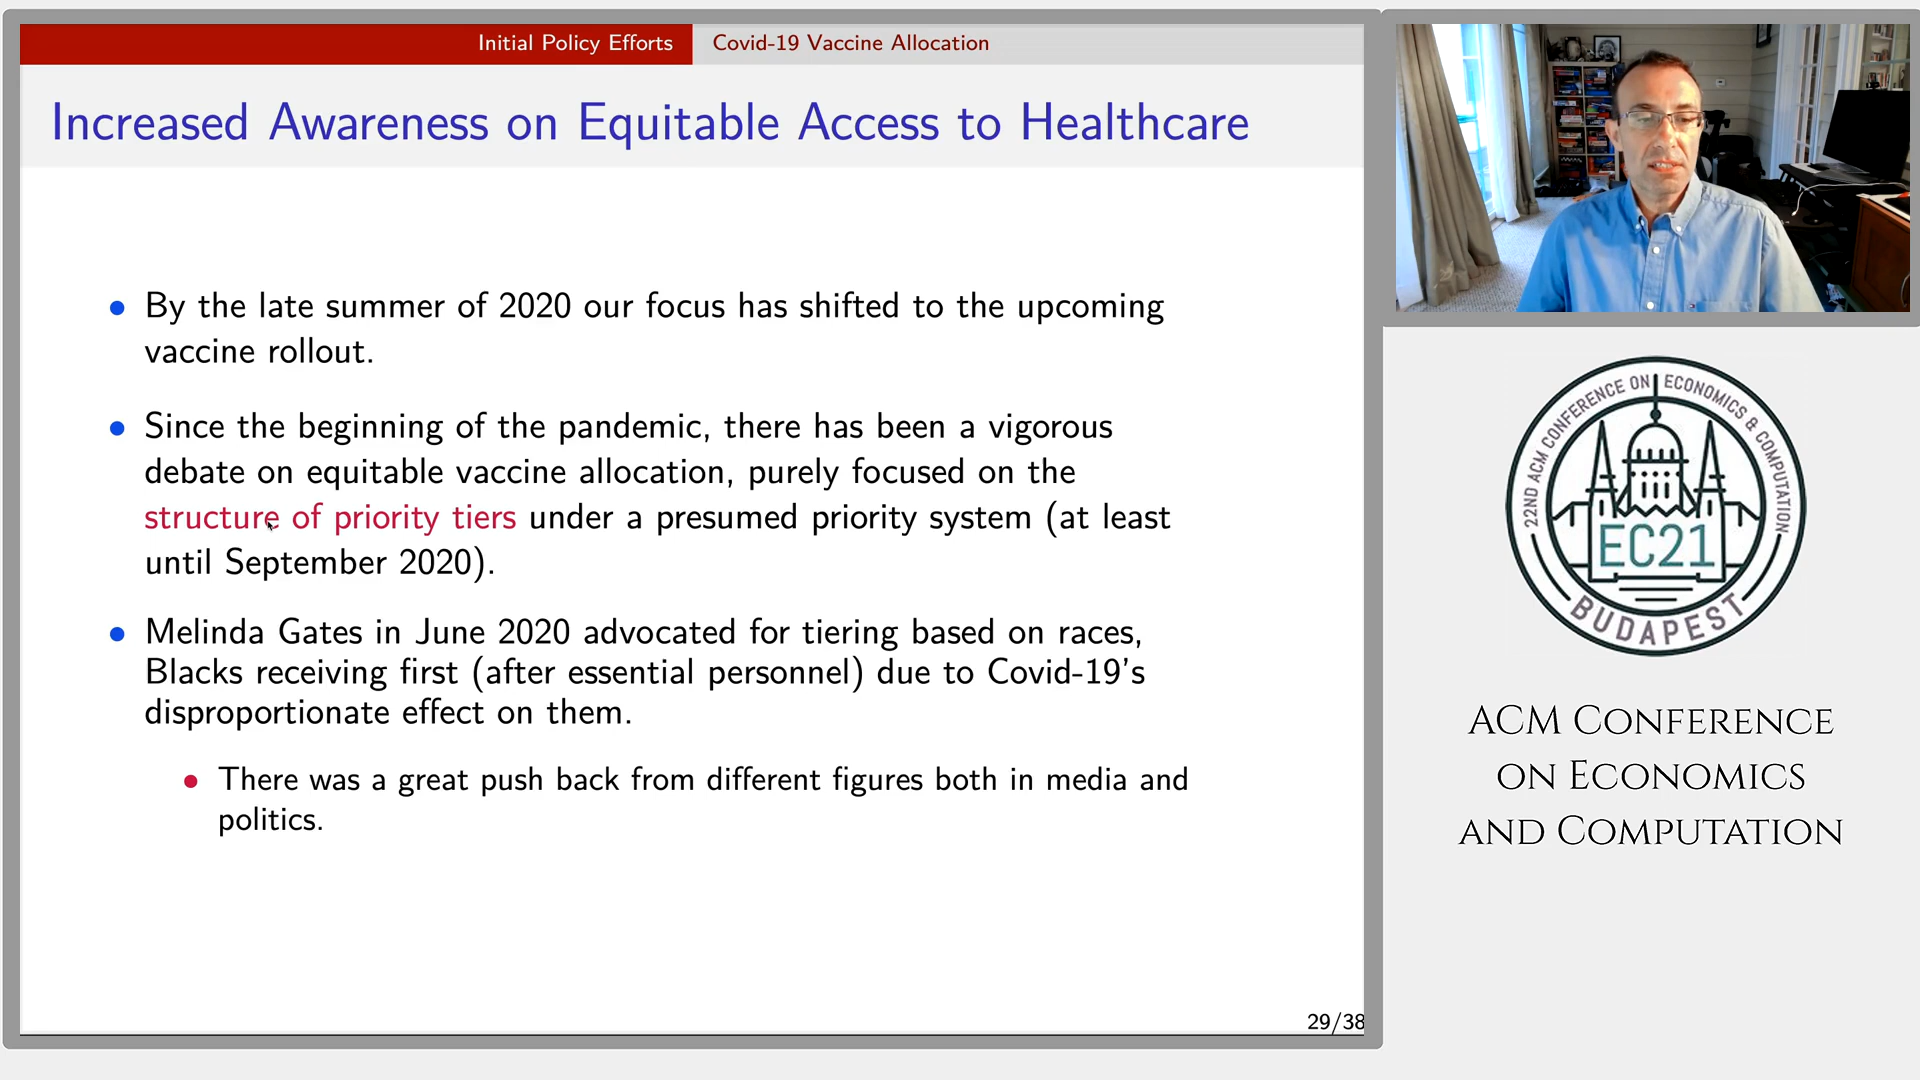 Initial Policy Efforts
Covid-19 Vaccine Allocation
Increased Awareness on Equitable Access to Healthcare
• By the late summer of 2020 our focus has shifted to the upcoming
vaccine rollout.
• Since the beginning of the pandemic, there has been a vigorous
debate on equitable vaccine allocation, purely focused on the
structure of priority tiers under a presumed priority system (at least
until September 2020).
• Melinda Gates in June 2020 advocated for tiering based on races,
Blacks receiving first (after essential personnel) due to Covid-19's
disproportionate effect on them.
• There was a great push back from different figures both in media and
politics.
29/38
22ND ACM CONFERENCE ON ECONOMICS & COMPUTATION
EC21
BUDAPEST
ACM CONFERENCE
ON ECONOMICS
AND COMPUTATION